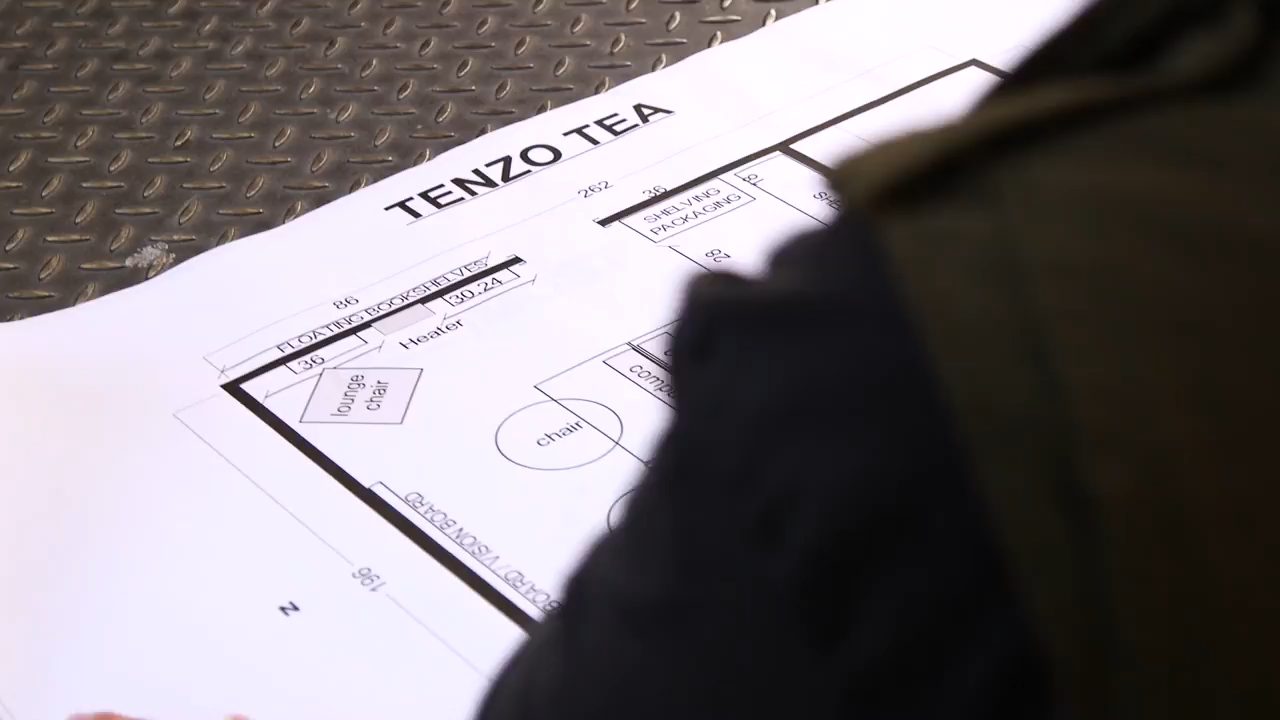 TENZO TEA
262
36
SHELVING
PACKAGING
18
28
86
FLOATING BOOKSHELVES
30.24
Heater
36
lounge
chair
chair
BOARD / VISION BOARD
196
N